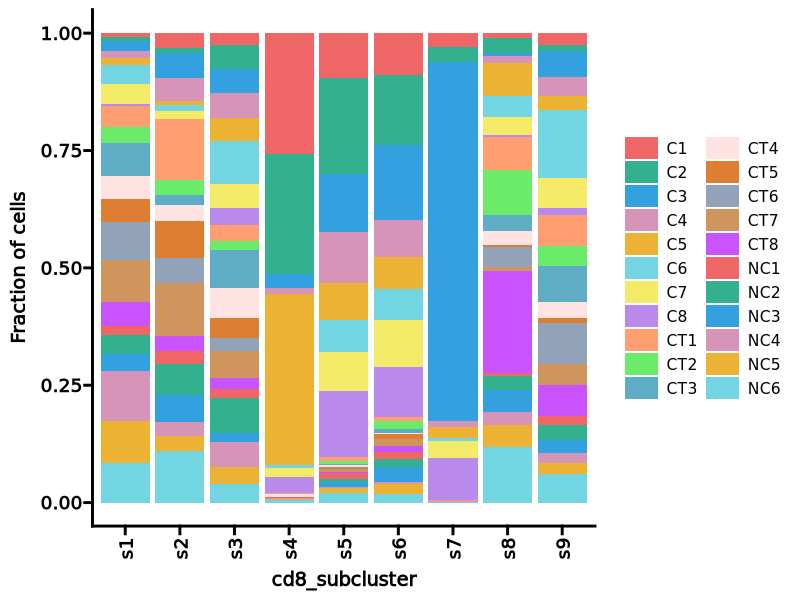 1.00
0.75
0.50
0.25
0.00
Fraction of cells
s1 s2 s3 s4 s5 s6 s7 s8 s9
cd8_subcluster
C1 CT4
C2 CT5
C3 CT6
C4 CT7
C5 CT8
C6 NC1
C7 NC2
C8 NC3
CT1 NC4
CT2 NC5
CT3 NC6